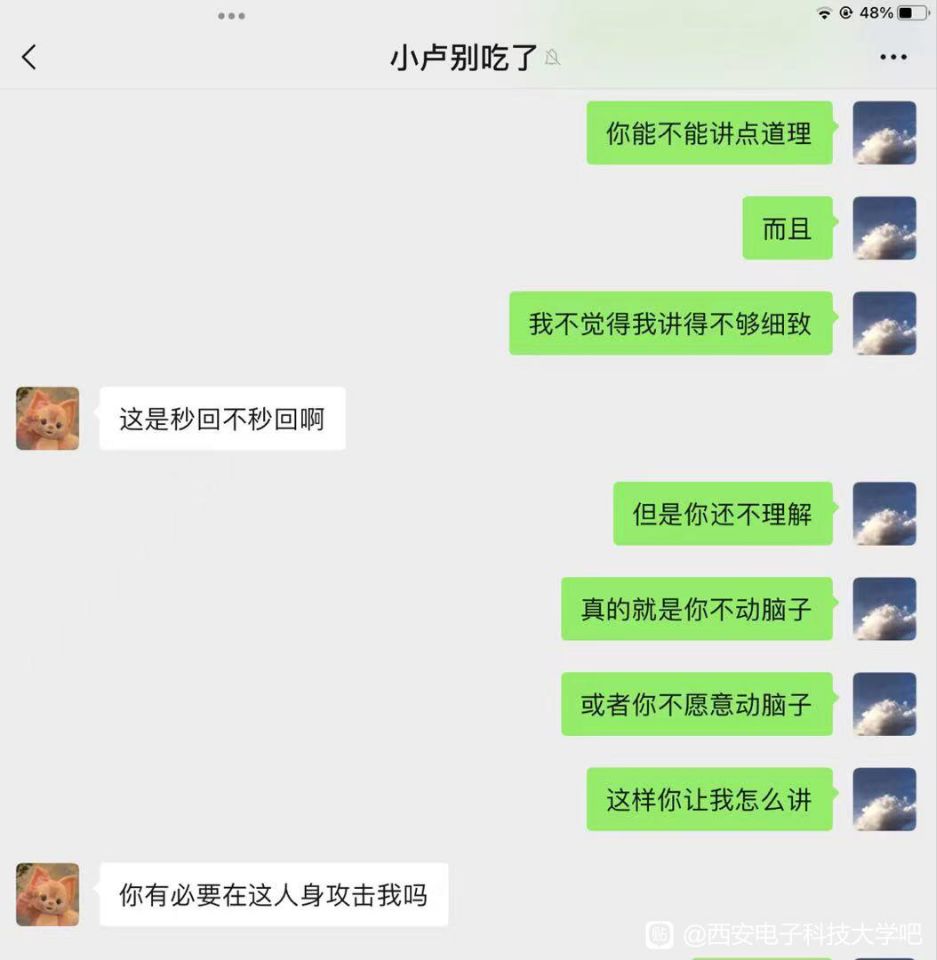 48%
小卢别吃了
你能不能讲点道理
而且
我不觉得我讲得不够细致
这是秒回不秒回啊
但是你还不理解
真的就是你不动脑子
或者你不愿意动脑子
这样你让我怎么讲
你有必要在这人身攻击我吗
贴 @西安电子科技大学吧